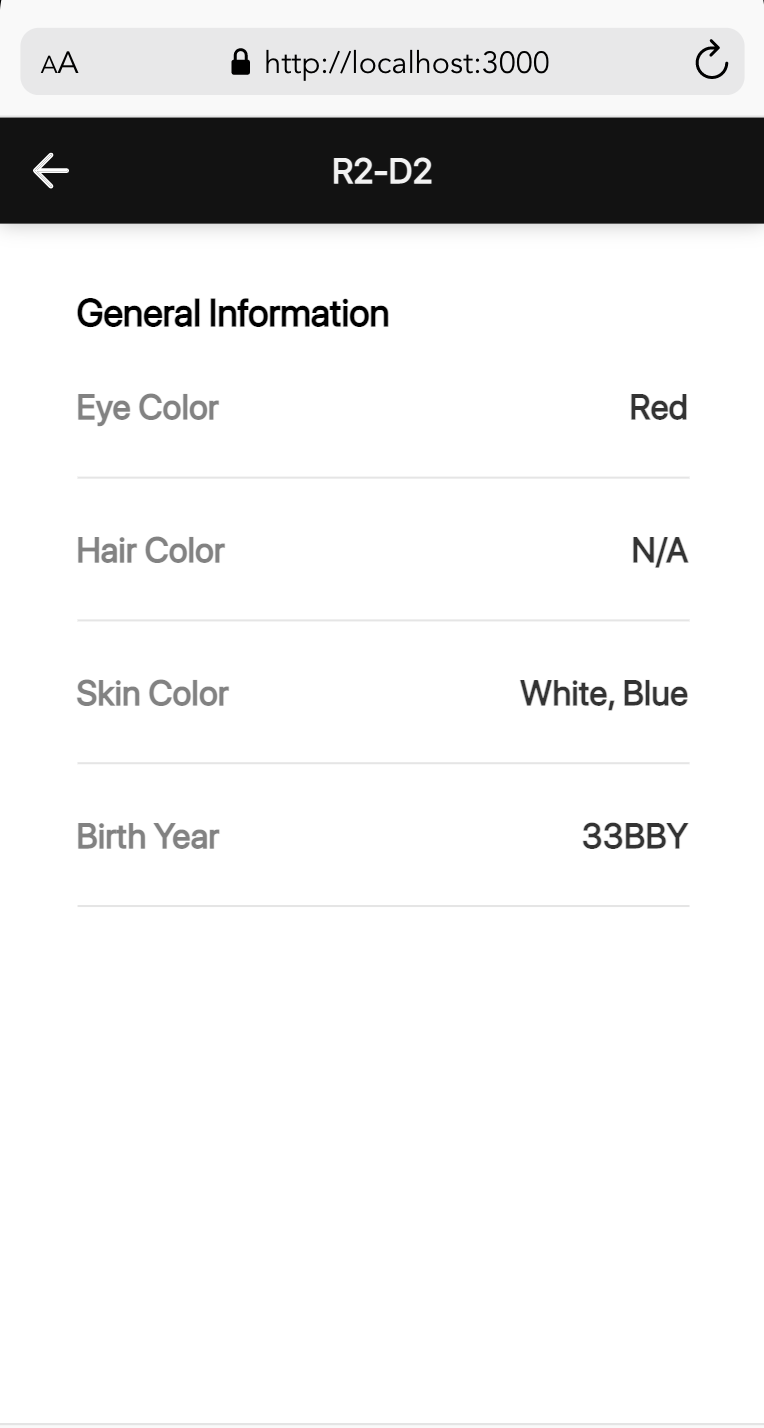 AA http://localhost:3000
R2-D2
General Information
Eye Color Red
Hair Color N/A
Skin Color White, Blue
Birth Year 33BBY